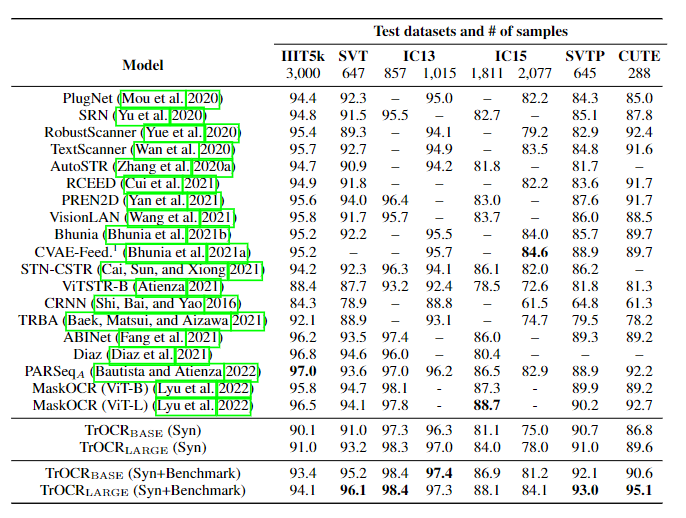 Test datasets and # of samples
Model IIIT5k SVT IC13 IC15 SVTP CUTE
3,000 647 857 1,015 1,811 2,077 645 288
PlugNet (Mou et al. 2020) 94.4 92.3 – 95.0 – 82.2 84.3 85.0
SRN (Yu et al. 2020) 94.8 91.5 95.5 – 82.7 – 85.1 87.8
RobustScanner (Yue et al. 2020) 95.4 89.3 – 94.1 – 79.2 82.9 92.4
TextScanner (Wan et al. 2020) 95.7 92.7 – 94.9 – 83.5 84.8 91.6
AutoSTR (Zhang et al. 2020a) 94.7 90.9 – 94.2 81.8 – 81.7 –
RCEED (Cui et al. 2021) 94.9 91.8 – – – 82.2 83.6 91.7
PREN2D (Yan et al. 2021) 95.6 94.0 96.4 – 83.0 – 87.6 91.7
VisionLAN (Wang et al. 2021) 95.8 91.7 95.7 – 83.7 – 86.0 88.5
Bhunia (Bhunia et al. 2021b) 95.2 92.2 – 95.5 – 84.0 85.7 89.7
CVAE-Feed.¹ (Bhunia et al. 2021a) 95.2 – – 95.7 – 84.6 88.9 89.7
STN-CSTR (Cai, Sun, and Xiong 2021) 94.2 92.3 96.3 94.1 86.1 82.0 86.2 –
ViTSTR-B (Atienza 2021) 88.4 87.7 93.2 92.4 78.5 72.6 81.8 81.3
CRNN (Shi, Bai, and Yao 2016) 84.3 78.9 – 88.8 – 61.5 64.8 61.3
TRBA (Baek, Matsui, and Aizawa 2021) 92.1 88.9 – 93.1 – 74.7 79.5 78.2
ABINet (Fang et al. 2021) 96.2 93.5 97.4 – 86.0 – 89.3 89.2
Diaz (Diaz et al. 2021) 96.8 94.6 96.0 – 80.4 – – –
PARSeqA (Bautista and Atienza 2022) 97.0 93.6 97.0 96.2 86.5 82.9 88.9 92.2
MaskOCR (ViT-B) (Lyu et al. 2022) 95.8 94.7 98.1 - 87.3 - 89.9 89.2
MaskOCR (ViT-L) (Lyu et al. 2022) 96.5 94.1 97.8 - 88.7 - 90.2 92.7
TrOCRBASE (Syn) 90.1 91.0 97.3 96.3 81.1 75.0 90.7 86.8
TrOCRLARGE (Syn) 91.0 93.2 98.3 97.0 84.0 78.0 91.0 89.6
TrOCRBASE (Syn+Benchmark) 93.4 95.2 98.4 97.4 86.9 81.2 92.1 90.6
TrOCRLARGE (Syn+Benchmark) 94.1 96.1 98.4 97.3 88.1 84.1 93.0 95.1